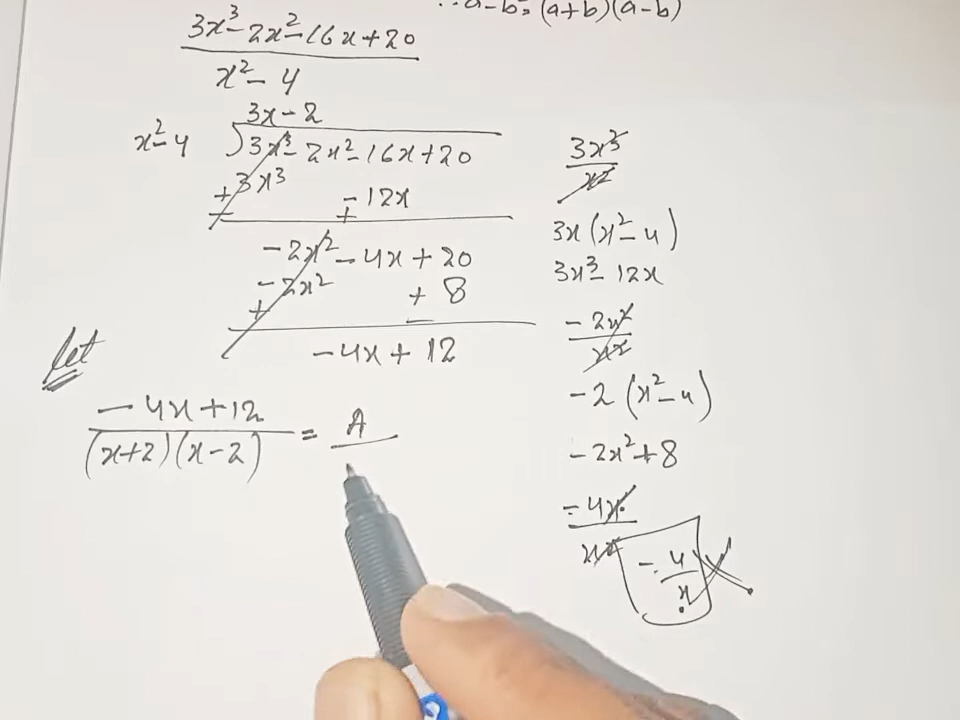 ∴ a²-b²=(a+b)(a-b)
3x³-2x²-16x+20
x²-4
3x-2
x²-4 )3x³-2x²-16x+20
+3x³ -12x
- +
-2x²-4x+20
-2x² +8
+ -
-4x+12
let
-4x+12 = A
(x+2)(x-2)
3x³
x²
3x(x²-4)
3x³-12x
-2x²
x²
-2(x²-4)
-2x²+8
-4x
x²
-4
x